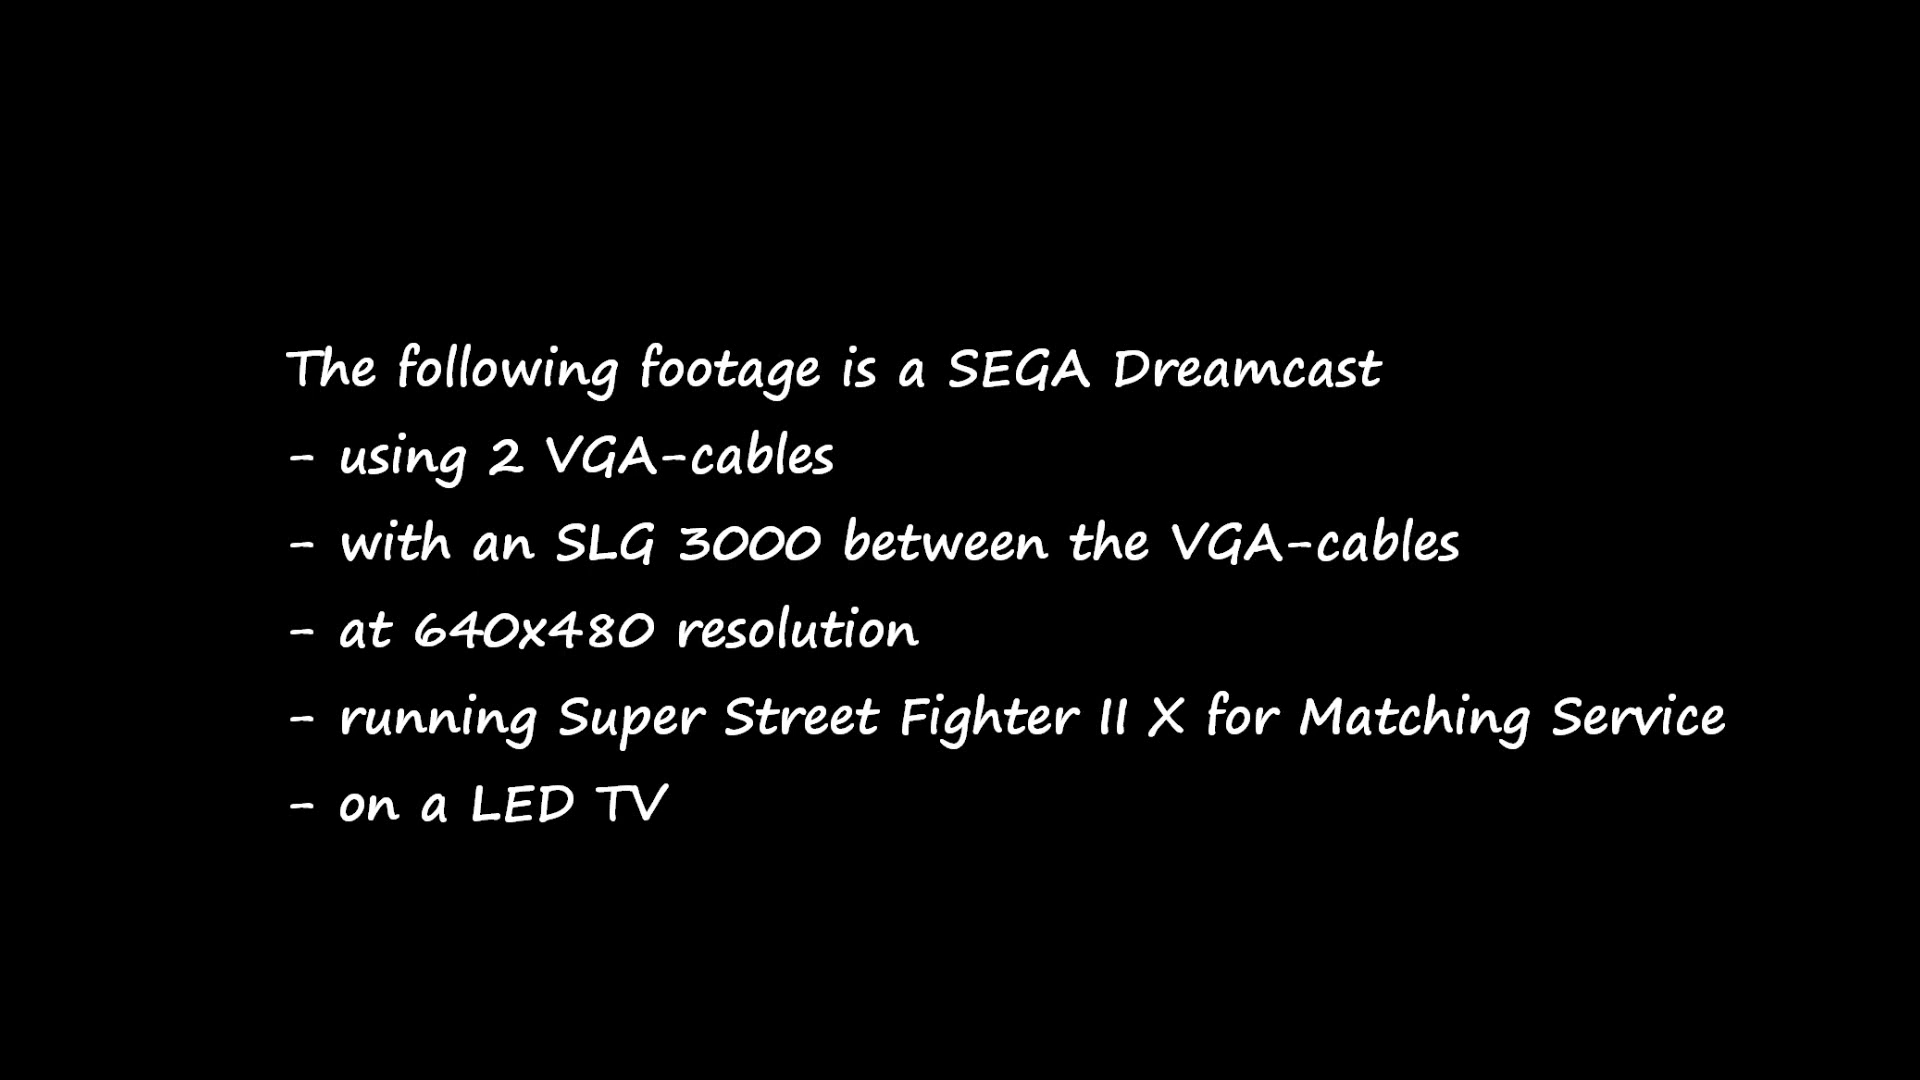 The following footage is a SEGA Dreamcast
- using 2 VGA-cables
- with an SLG 3000 between the VGA-cables
- at 640x480 resolution
- running Super Street Fighter II X for Matching Service
- on a LED TV